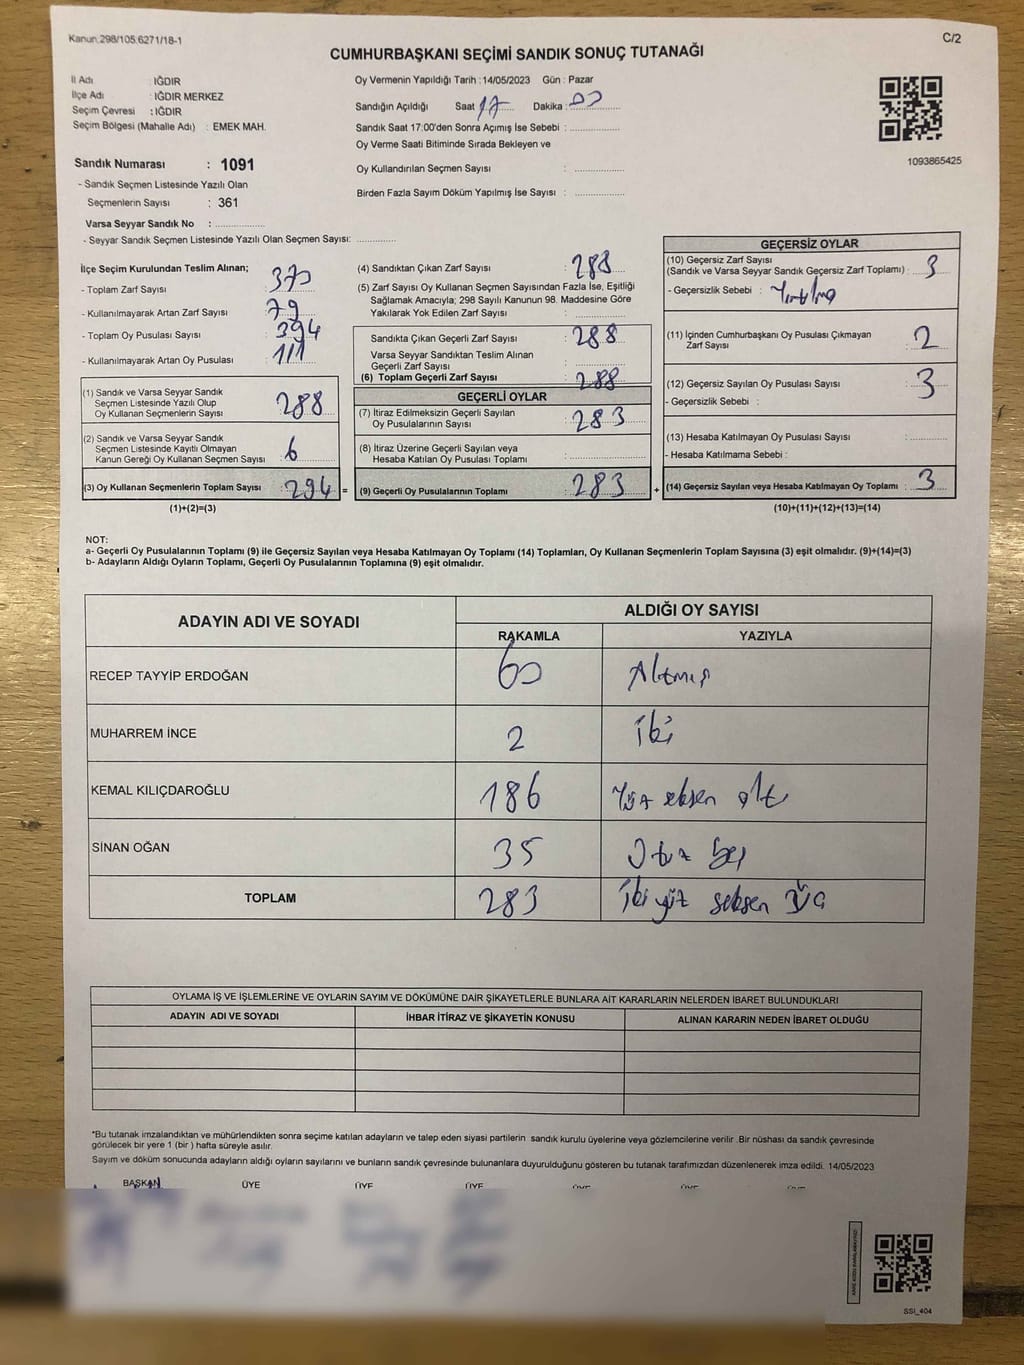 Kanun.298/105.6271/18-1
C/2
CUMHURBAŞKANI SEÇİMİ SANDIK SONUÇ TUTANAĞI
İl Adı : IĞDIR
İlçe Adı : IĞDIR MERKEZ
Seçim Çevresi : IĞDIR
Seçim Bölgesi (Mahalle Adı) : EMEK MAH.
Sandık Numarası : 1091
- Sandık Seçmen Listesinde Yazılı Olan
Seçmenlerin Sayısı : 361
Varsa Seyyar Sandık No :
- Seyyar Sandık Seçmen Listesinde Yazılı Olan Seçmen Sayısı:
Oy Vermenin Yapıldığı Tarih : 14/05/2023 Gün : Pazar
Sandığın Açıldığı Saat 17 Dakika : 00
Sandık Saat 17:00'den Sonra Açımış İse Sebebi :
Oy Verme Saati Bitiminde Sırada Bekleyen ve
Oy Kullandırılan Seçmen Sayısı :
Birden Fazla Sayım Döküm Yapılmış İse Sayısı :
1093865425
İlçe Seçim Kurulundan Teslim Alınan;
- Toplam Zarf Sayısı : 370
- Kullanılmayarak Artan Zarf Sayısı : 79
- Toplam Oy Pusulası Sayısı : 394
- Kullanılmayarak Artan Oy Pusulası : 111
(1) Sandık ve Varsa Seyyar Sandık
Seçmen Listesinde Yazılı Olup
Oy Kullanan Seçmenlerin Sayısı : 288
(2) Sandık ve Varsa Seyyar Sandık
Seçmen Listesinde Kayıtlı Olmayan
Kanun Gereği Oy Kullanan Seçmen Sayısı : 6
(3) Oy Kullanan Seçmenlerin Toplam Sayısı : 294 =
(1)+(2)=(3)
(4) Sandıktan Çıkan Zarf Sayısı : 288
(5) Zarf Sayısı Oy Kullanan Seçmen Sayısından Fazla İse, Eşitliği
Sağlamak Amacıyla; 298 Sayılı Kanunun 98. Maddesine Göre
Yakılarak Yok Edilen Zarf Sayısı :
Sandıkta Çıkan Geçerli Zarf Sayısı : 288
Varsa Seyyar Sandıktan Teslim Alınan
Geçerli Zarf Sayısı :
(6) Toplam Geçerli Zarf Sayısı : 288
GEÇERLİ OYLAR
(7) İtiraz Edilmeksizin Geçerli Sayılan
Oy Pusulalarının Sayısı : 283
(8) İtiraz Üzerine Geçerli Sayılan veya
Hesaba Katılan Oy Pusulası Toplamı :
(9) Geçerli Oy Pusulalarının Toplamı : 283 +
GEÇERSİZ OYLAR
(10) Geçersiz Zarf Sayısı
(Sandık ve Varsa Seyyar Sandık Geçersiz Zarf Toplamı) : 3
- Geçersizlik Sebebi : Yırtılma
(11) İçinden Cumhurbaşkanı Oy Pusulası Çıkmayan
Zarf Sayısı : 2
(12) Geçersiz Sayılan Oy Pusulası Sayısı : 3
- Geçersizlik Sebebi :
(13) Hesaba Katılmayan Oy Pusulası Sayısı :
- Hesaba Katılmama Sebebi :
(14) Geçersiz Sayılan veya Hesaba Katılmayan Oy Toplamı : 3
(10)+(11)+(12)+(13)=(14)
NOT:
a- Geçerli Oy Pusulalarının Toplamı (9) ile Geçersiz Sayılan veya Hesaba Katılmayan Oy Toplamı (14) Toplamları, Oy Kullanan Seçmenlerin Toplam Sayısına (3) eşit olmalıdır. (9)+(14)=(3)
b- Adayların Aldığı Oyların Toplamı, Geçerli Oy Pusulalarının Toplamına (9) eşit olmalıdır.
ADAYIN ADI VE SOYADI
ALDIĞI OY SAYISI
RAKAMLA YAZIYLA
RECEP TAYYİP ERDOĞAN 60 Altmış
MUHARREM İNCE 2 İki
KEMAL KILIÇDAROĞLU 186 Yüz seksen altı
SİNAN OĞAN 35 Otuz beş
TOPLAM 283 İki yüz seksen üç
OYLAMA İŞ VE İŞLEMLERİNE VE OYLARIN SAYIM VE DÖKÜMÜNE DAİR ŞİKAYETLERLE BUNLARA AİT KARARLARIN NELERDEN İBARET BULUNDUKLARI
ADAYIN ADI VE SOYADI İHBAR İTİRAZ VE ŞİKAYETİN KONUSU ALINAN KARARIN NEDEN İBARET OLDUĞU
*Bu tutanak imzalandıktan ve mühürlendikten sonra seçime katılan adayların ve talep eden siyasi partilerin sandık kurulu üyelerine veya gözlemcilerine verilir .Bir nüshası da sandık çevresinde
görülecek bir yere 1 (bir ) hafta süreyle asılır.
Sayım ve döküm sonucunda adayların aldığı oyların sayılarını ve bunların sandık çevresinde bulunanlara duyurulduğunu gösteren bu tutanak tarafımızdan düzenlenerek imza edildi. 14/05/2023
BAŞKAN ÜYE ÜYE ÜYE ÜYE ÜYE ÜYE
SSİ_404